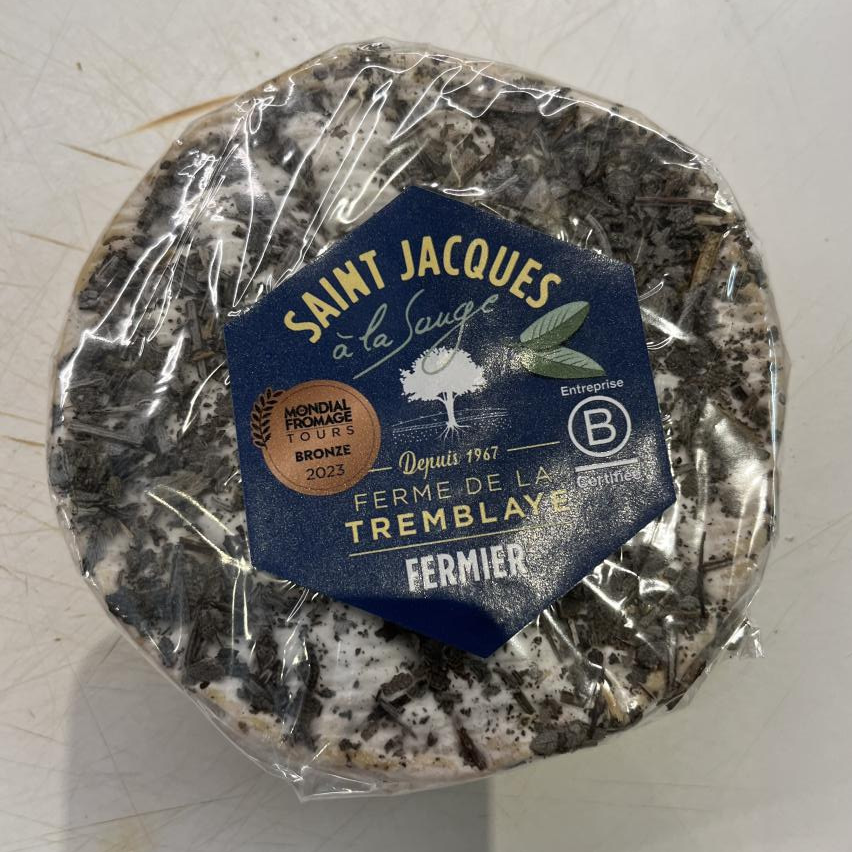 SAINT JACQUES
à la Sauge
MONDIAL
FROMAGE
TOURS
BRONZE
2023
Entreprise
B
Certifiée
Depuis 1967
FERME DE LA
TREMBLAYE
FERMIER